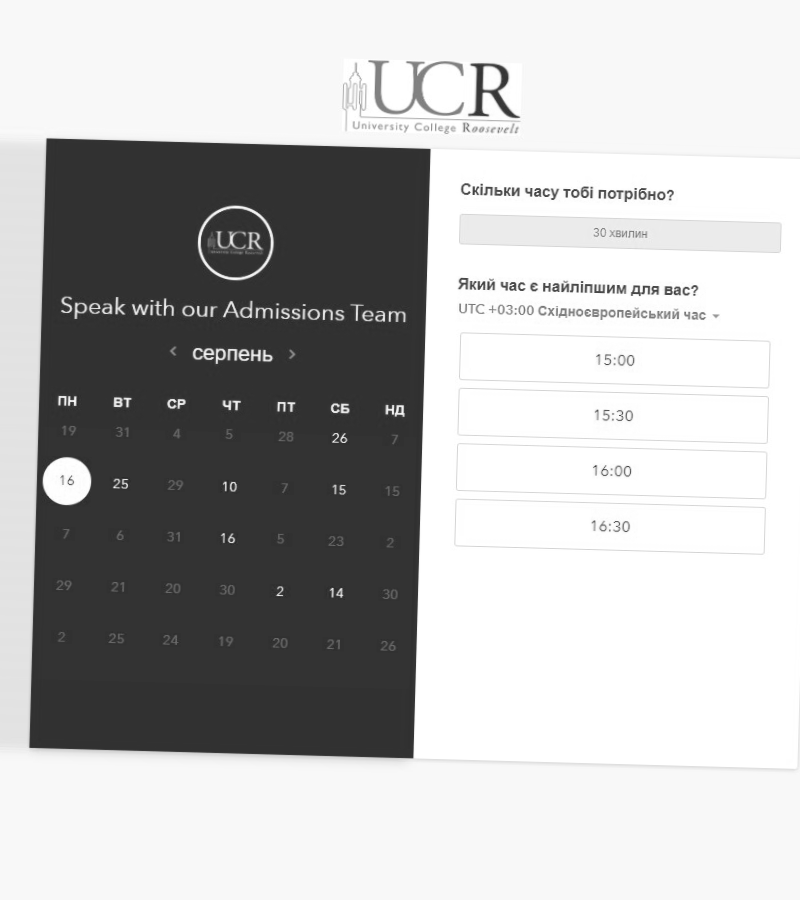 UCR
University College Roosevelt
UCR
Speak with our Admissions Team
серпень
ПН ВТ СР ЧТ ПТ СБ НД
19 31 4 5 28 26 7
16 25 29 10 7 15 15
7 6 31 16 5 23 2
29 21 20 30 2 14 30
2 25 24 19 20 21 26
Скільки часу тобі потрібно?
30 хвилин
Який час є найліпшим для вас?
UTC +03:00 Східноєвропейський час
15:00
15:30
16:00
16:30